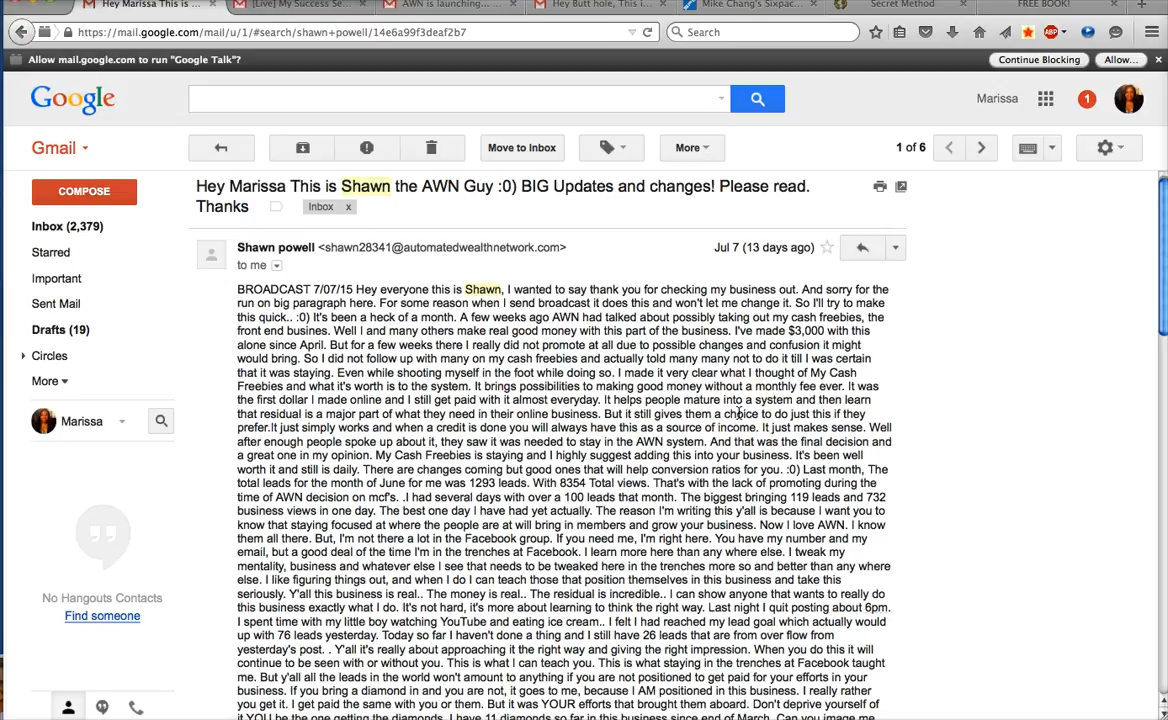 Hey Marissa This is ...
[Live] My Success Se...
AWN is launching...
Hey Butt hole, This i...
Mike Chang's Sixpac...
Secret Method
FREE BOOK!
https://mail.google.com/mail/u/1/#search/shawn+powell/14e6a99f3deaf2b7
Search
ABP
Allow mail.google.com to run "Google Talk"?
Continue Blocking
Allow...
Google
Marissa
1
Gmail
Move to Inbox
More
1 of 6
COMPOSE
Inbox (2,379)
Starred
Important
Sent Mail
Drafts (19)
Circles
More
Marissa
No Hangouts Contacts
Find someone
Hey Marissa This is Shawn the AWN Guy :0) BIG Updates and changes! Please read.
Thanks
Inbox x
Shawn powell <shawn28341@automatedwealthnetwork.com>
Jul 7 (13 days ago)
to me
BROADCAST 7/07/15 Hey everyone this is Shawn, I wanted to say thank you for checking my business out. And sorry for the
run on big paragraph here. For some reason when I send broadcast it does this and won't let me change it. So I'll try to make
this quick.. :0) It's been a heck of a month. A few weeks ago AWN had talked about possibly taking out my cash freebies, the
front end busines. Well I and many others make real good money with this part of the business. I've made $3,000 with this
alone since April. But for a few weeks there I really did not promote at all due to possible changes and confusion it might
would bring. So I did not follow up with many on my cash freebies and actually told many many not to do it till I was certain
that it was staying. Even while shooting myself in the foot while doing so. I made it very clear what I thought of My Cash
Freebies and what it's worth is to the system. It brings possibilities to making good money without a monthly fee ever. It was
the first dollar I made online and I still get paid with it almost everyday. It helps people mature into a system and then learn
that residual is a major part of what they need in their online business. But it still gives them a choice to do just this if they
prefer.It just simply works and when a credit is done you will always have this as a source of income. It just makes sense. Well
after enough people spoke up about it, they saw it was needed to stay in the AWN system. And that was the final decision and
a great one in my opinion. My Cash Freebies is staying and I highly suggest adding this into your business. It's been well
worth it and still is daily. There are changes coming but good ones that will help conversion ratios for you. :0) Last month, The
total leads for the month of June for me was 1293 leads. With 8354 Total views. That's with the lack of promoting during the
time of AWN decision on mcf's. .I had several days with over a 100 leads that month. The biggest bringing 119 leads and 732
business views in one day. The best one day I have had yet actually. The reason I'm writing this y'all is because I want you to
know that staying focused at where the people are at will bring in members and grow your business. Now I love AWN. I know
them all there. But, I'm not there a lot in the Facebook group. If you need me, I'm right here. You have my number and my
email, but a good deal of the time I'm in the trenches at Facebook. I learn more here than any where else. I tweak my
mentality, business and whatever else I see that needs to be tweaked here in the trenches more so and better than any where
else. I like figuring things out, and when I do I can teach those that position themselves in this business and take this
seriously. Y'all this business is real.. The money is real.. The residual is incredible.. I can show anyone that wants to really do
this business exactly what I do. It's not hard, it's more about learning to think the right way. Last night I quit posting about 6pm.
I spent time with my little boy watching YouTube and eating ice cream.. I felt I had reached my lead goal which actually would
up with 76 leads yesterday. Today so far I haven't done a thing and I still have 26 leads that are from over flow from
yesterday's post. . Y'all it's really about approaching it the right way and giving the right impression. When you do this it will
continue to be seen with or without you. This is what I can teach you. This is what staying in the trenches at Facebook taught
me. But y'all all the leads in the world won't amount to anything if you are not positioned to get paid for your efforts in your
business. If you bring a diamond in and you are not, it goes to me, because I AM positioned in this business. I really rather
you get it. I get paid the same with you or them. But it was YOUR efforts that brought them aboard. Don't deprive yourself of
it YOU be the one getting the diamonds. I have 11 diamonds so far in this business since end of March. Can you image me